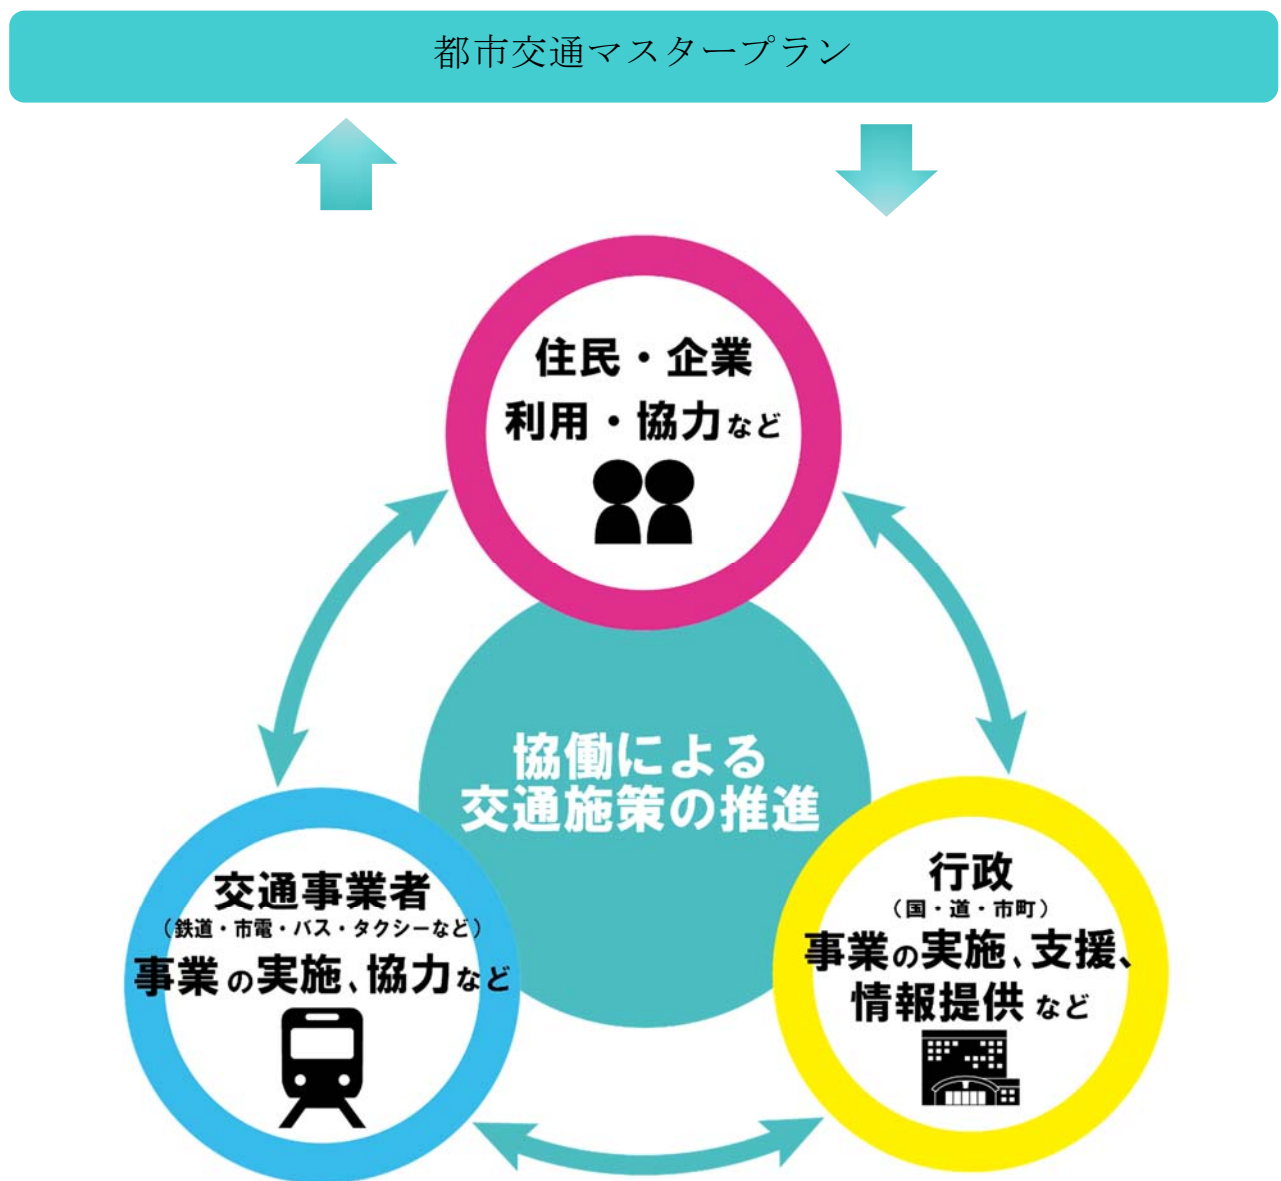 都市交通マスタープラン
住民・企業
利用・協力など
協働による
交通施策の推進
交通事業者
（鉄道・市電・バス・タクシーなど）
事業の実施、協力など
行政
（国・道・市町）
事業の実施、支援、
情報提供など